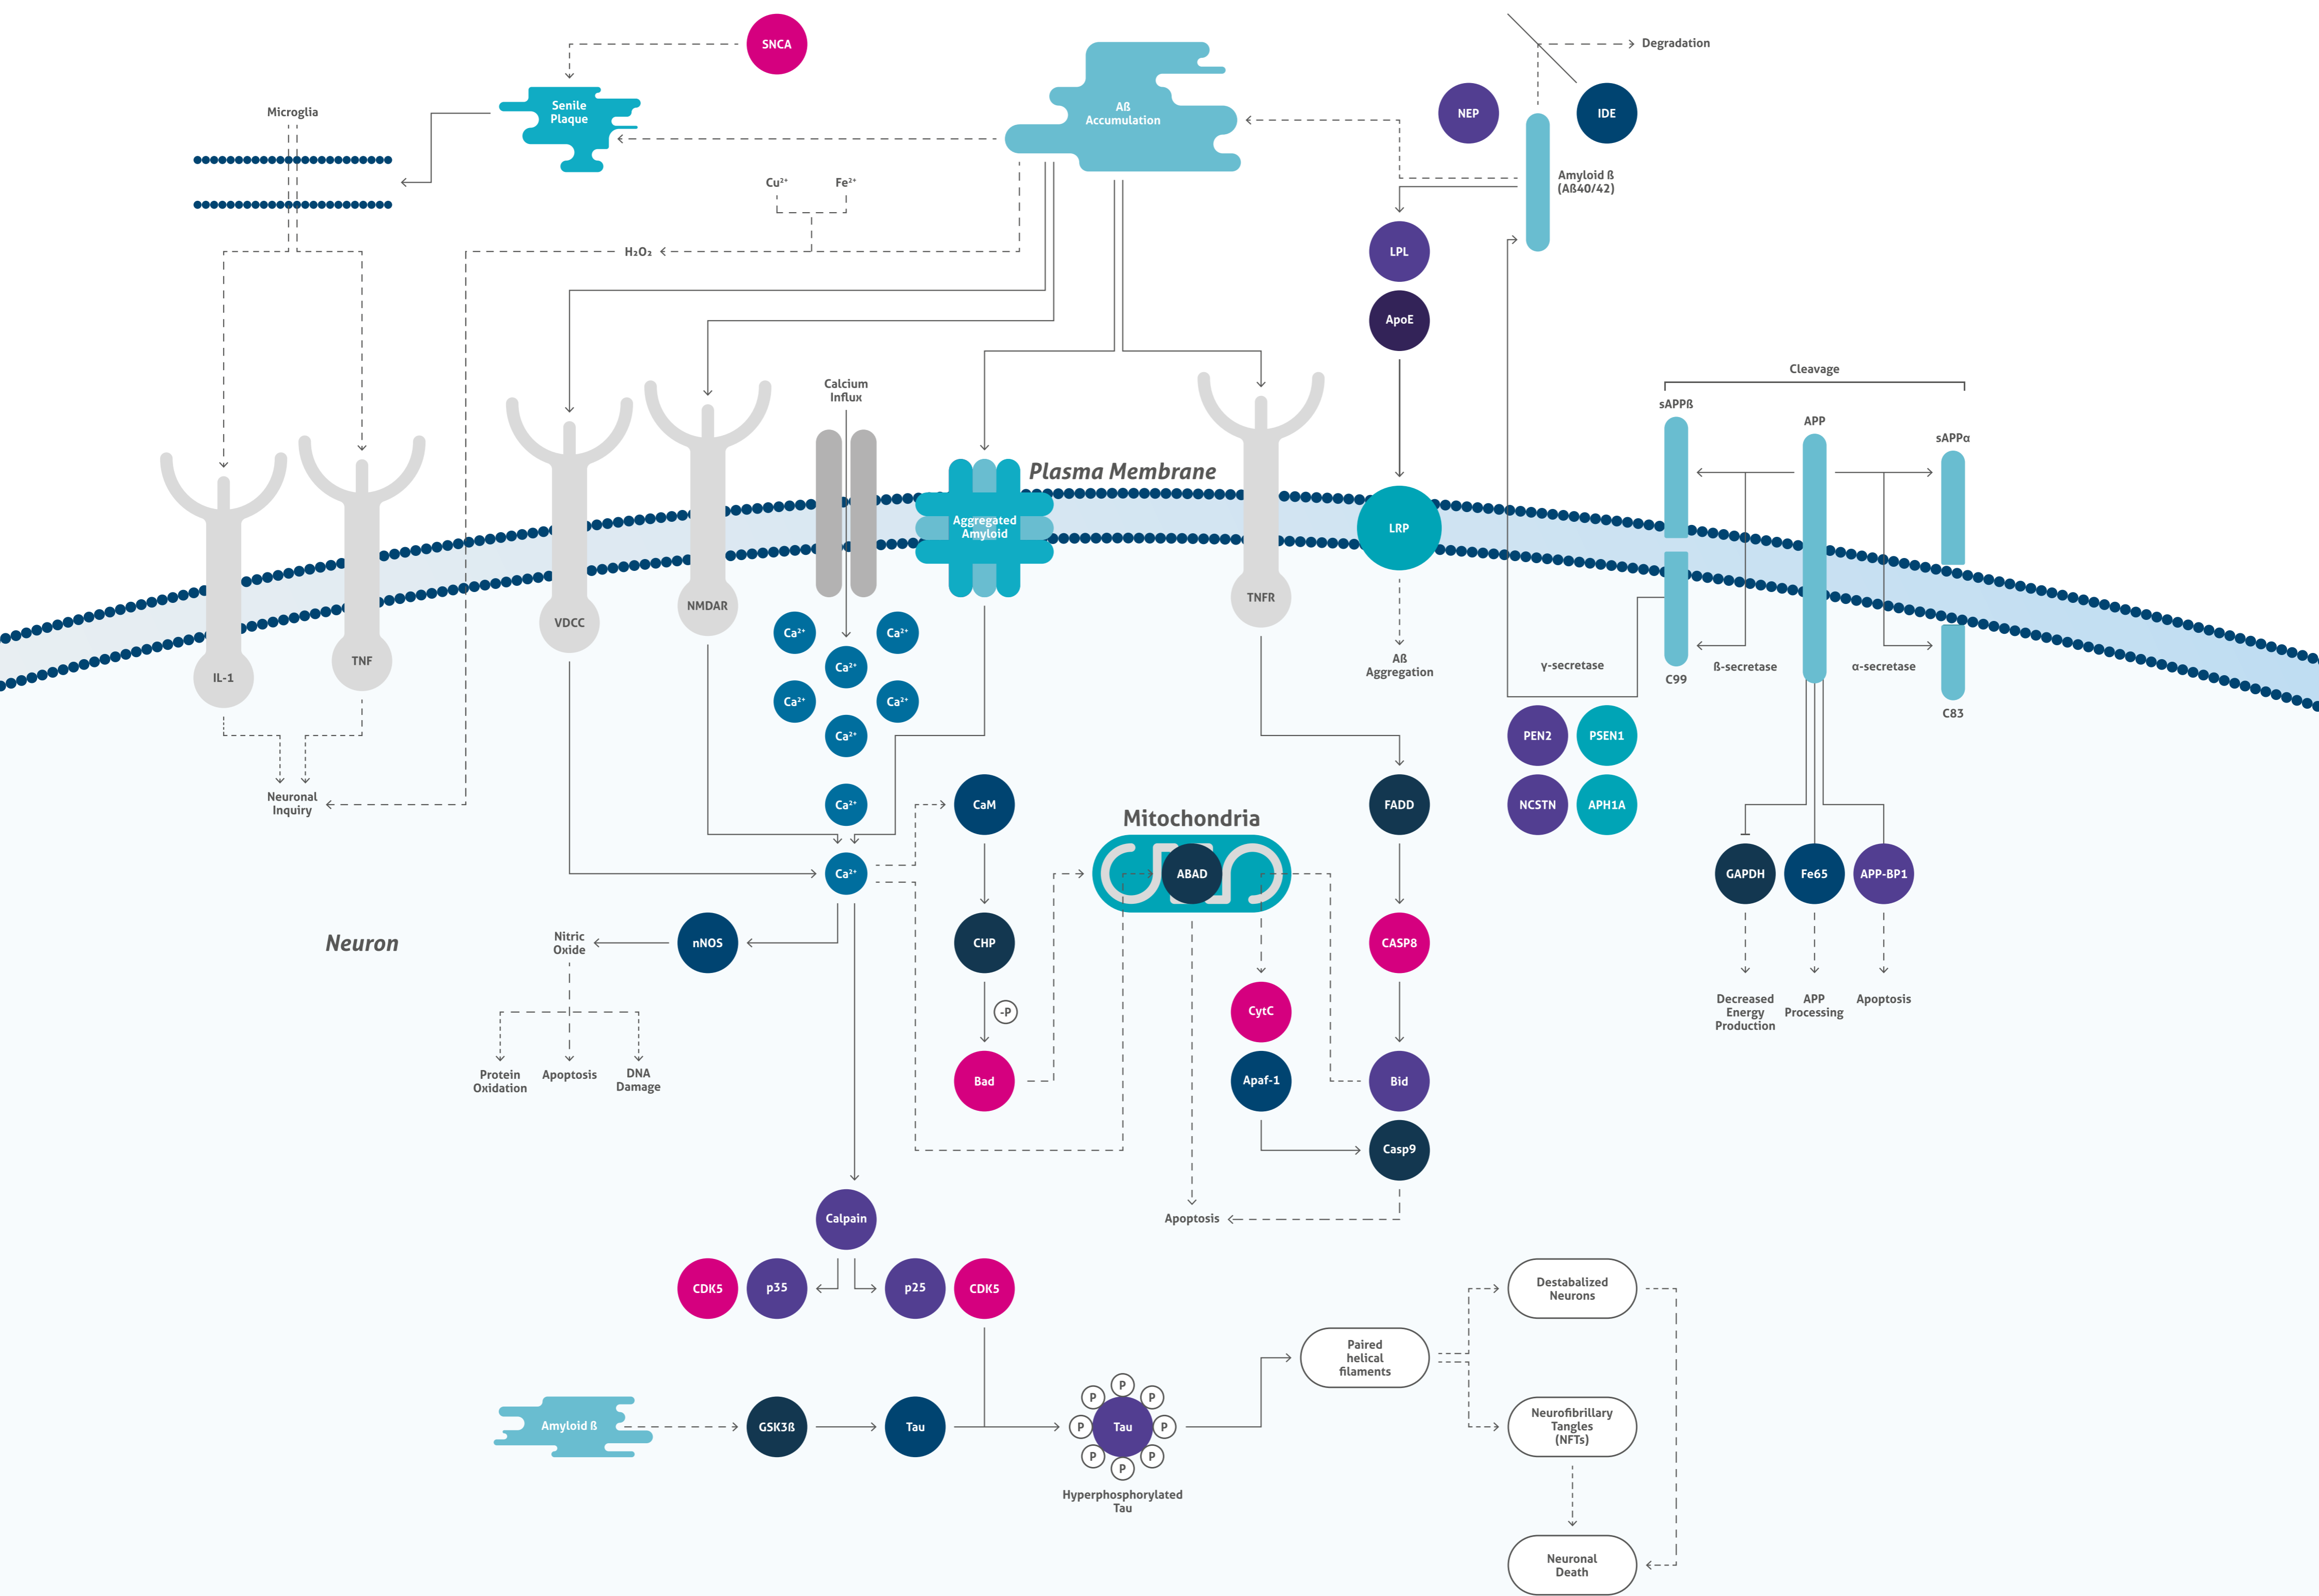 SNCA
Degradation
Senile
Plaque
Aß
Accumulation
Microglia
NEP
IDE
Cu²⁺
Fe²⁺
Amyloid ß
(Aß40/42)
H₂O₂
LPL
ApoE
Cleavage
Calcium
Influx
sAPPß
APP
sAPPα
Plasma Membrane
Aggregated
Amyloid
LRP
TNFR
VDCC
NMDAR
IL-1
TNF
Ca²⁺
Ca²⁺
Ca²⁺
Ca²⁺
Ca²⁺
Ca²⁺
Aß
Aggregation
γ-secretase
C99
ß-secretase
α-secretase
C83
PEN2
PSEN1
NCSTN
APH1A
Neuronal
Inquiry
Ca²⁺
CaM
Mitochondria
FADD
Ca²⁺
ABAD
GAPDH
Fe65
APP-BP1
Neuron
Nitric
Oxide
nNOS
CHP
CASP8
Decreased
Energy
Production
APP
Processing
Apoptosis
-P
CytC
Protein
Oxidation
Apoptosis
DNA
Damage
Bad
Apaf-1
Bid
Casp9
Calpain
Apoptosis
CDK5
p35
p25
CDK5
Destabalized
Neurons
Paired
helical
filaments
Amyloid ß
GSK3ß
Tau
P
P
P
P
Tau
P
P
P
P
Hyperphosphorylated
Tau
Neurofibrillary
Tangles
(NFTs)
Neuronal
Death